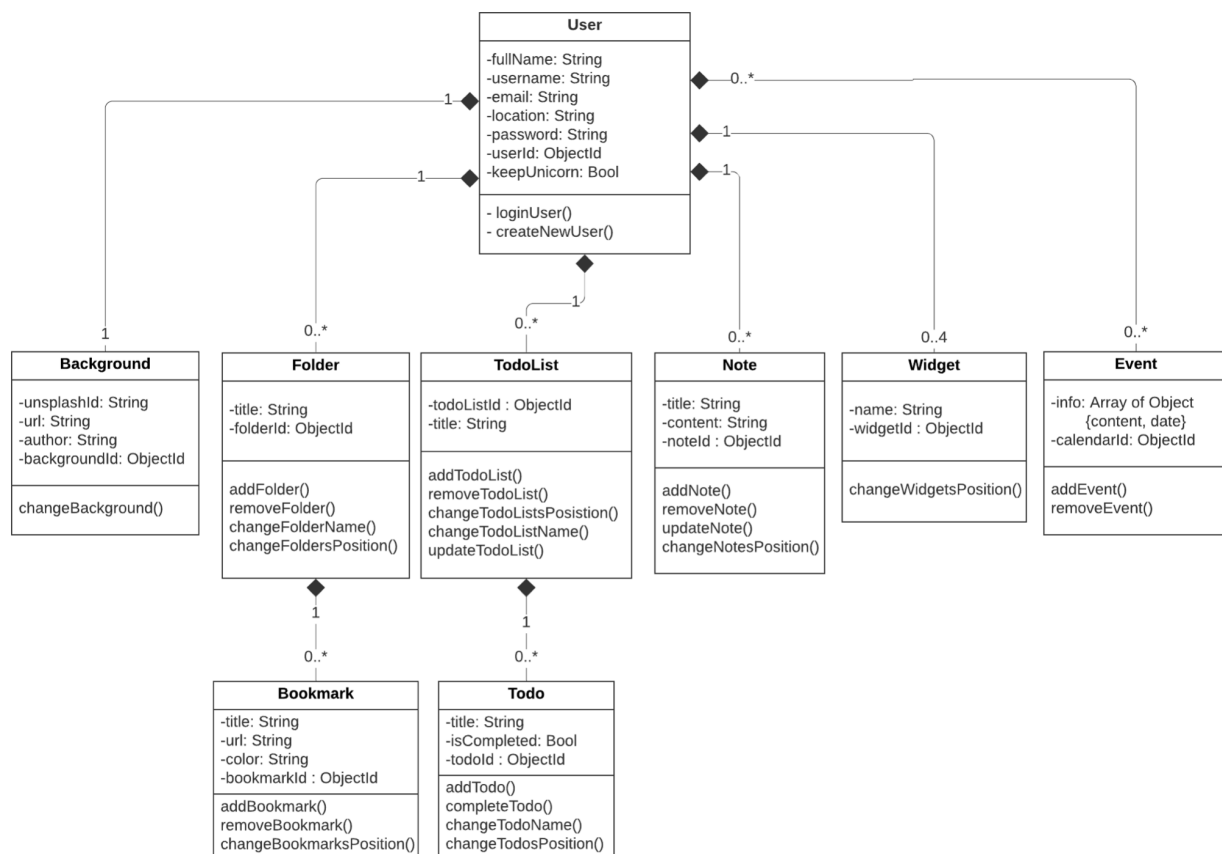 User
-fullName: String
-username: String
-email: String
-location: String
-password: String
-userId: ObjectId
-keepUnicorn: Bool
- loginUser()
- createNewUser()
1
1
1
0..*
1
1
1
0..*
0..*
0..*
0..4
0..*
Background
-unsplashId: String
-url: String
-author: String
-backgroundId: ObjectId
changeBackground()
Folder
-title: String
-folderId: ObjectId
addFolder()
removeFolder()
changeFolderName()
changeFoldersPosition()
TodoList
-todoListId : ObjectId
-title: String
addTodoList()
removeTodoList()
changeTodoListsPosistion()
changeTodoListName()
updateTodoList()
Note
-title: String
-content: String
-noteId : ObjectId
addNote()
removeNote()
updateNote()
changeNotesPosition()
Widget
-name: String
-widgetId : ObjectId
changeWidgetsPosition()
Event
-info: Array of Object
{content, date}
-calendarId: ObjectId
addEvent()
removeEvent()
1
0..*
1
0..*
Bookmark
-title: String
-url: String
-color: String
-bookmarkId : ObjectId
addBookmark()
removeBookmark()
changeBookmarksPosition()
Todo
-title: String
-isCompleted: Bool
-todoId : ObjectId
addTodo()
completeTodo()
changeTodoName()
changeTodosPosition()